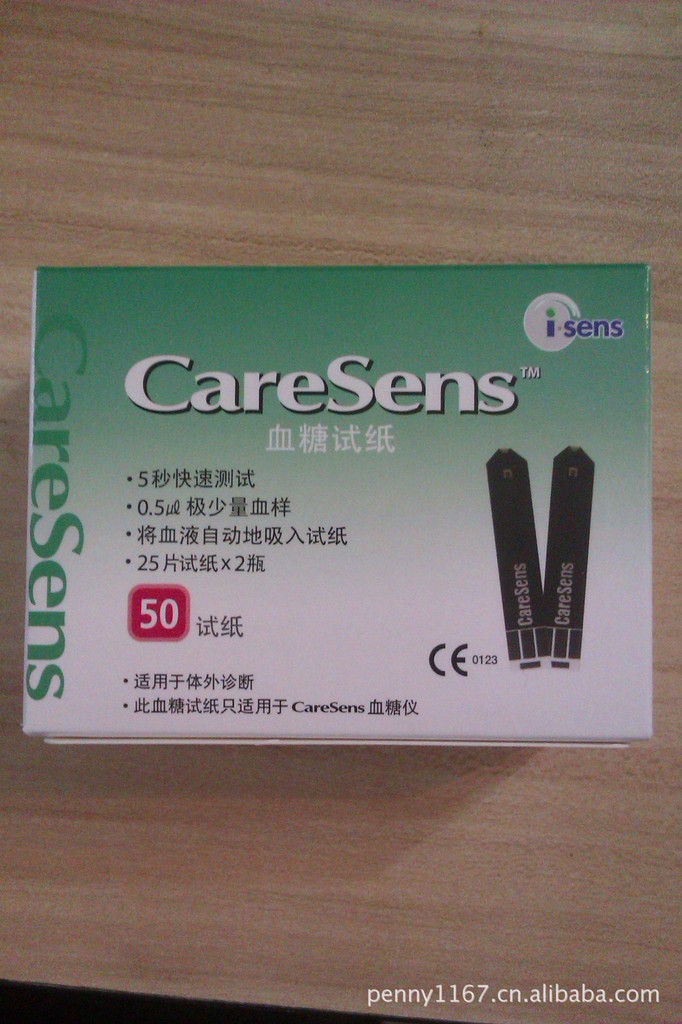 i·sens
CareSens™
血糖试纸
CareSens
·5秒快速测试
·0.5㎕ 极少量血样
·将血液自动地吸入试纸
·25片试纸x2瓶
50 试纸
CareSens
CareSens
CE 0123
·适用于体外诊断
·此血糖试纸只适用于 CareSens 血糖仪
penny1167.cn.alibaba.com